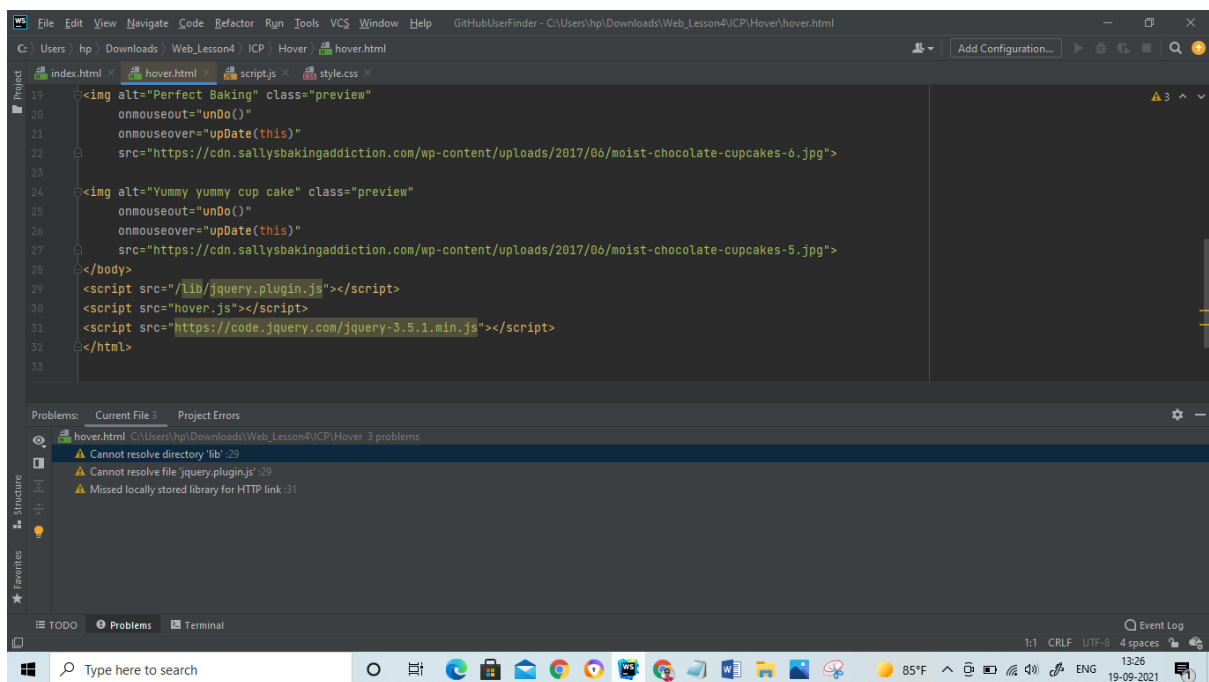 WS File Edit View Navigate Code Refactor Run Tools VCS Window Help GitHubUserFinder - C:\Users\hp\Downloads\Web_Lesson4\ICP\Hover\hover.html
C: Users hp Downloads Web_Lesson4 ICP Hover hover.html Add Configuration...
index.html hover.html script.js style.css
Project
19 <img alt="Perfect Baking" class="preview"
3
20 onmouseout="unDo()"
21 onmouseover="upDate(this)"
22 src="https://cdn.sallysbakingaddiction.com/wp-content/uploads/2017/06/moist-chocolate-cupcakes-6.jpg">
23
24 <img alt="Yummy yummy cup cake" class="preview"
25 onmouseout="unDo()"
26 onmouseover="upDate(this)"
27 src="https://cdn.sallysbakingaddiction.com/wp-content/uploads/2017/06/moist-chocolate-cupcakes-5.jpg">
28 </body>
29 <script src="/lib/jquery.plugin.js"></script>
30 <script src="hover.js"></script>
31 <script src="https://code.jquery.com/jquery-3.5.1.min.js"></script>
32 </html>
33
Problems: Current File 3 Project Errors
hover.html C:\Users\hp\Downloads\Web_Lesson4\ICP\Hover 3 problems
Cannot resolve directory 'lib' :29
Cannot resolve file 'jquery.plugin.js' :29
Missed locally stored library for HTTP link :31
Structure
Favorites
TODO Problems Terminal Event Log
1:1 CRLF UTF-8 4 spaces
Type here to search WS 85°F ENG 13:26
19-09-2021